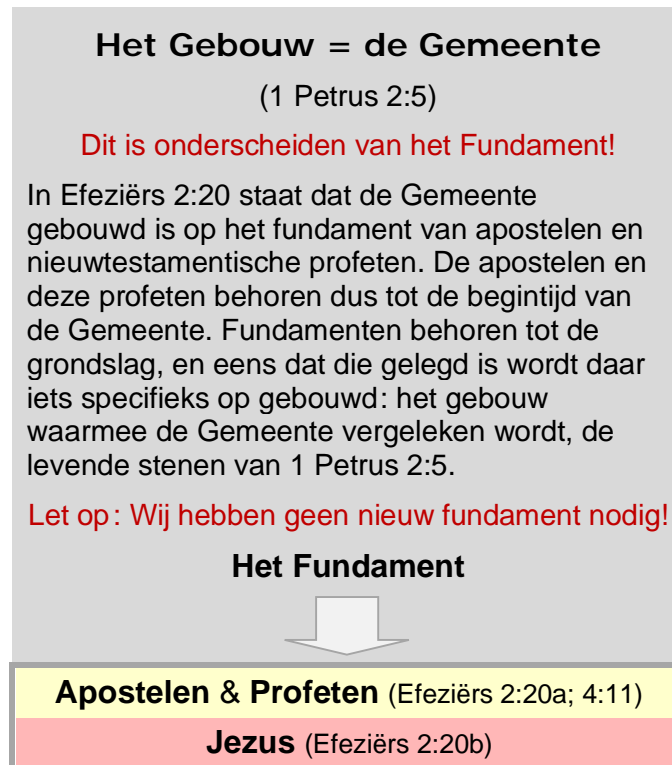 Het Gebouw = de Gemeente
(1 Petrus 2:5)
Dit is onderscheiden van het Fundament!
In Efeziërs 2:20 staat dat de Gemeente
gebouwd is op het fundament van apostelen en
nieuwtestamentische profeten. De apostelen en
deze profeten behoren dus tot de begintijd van
de Gemeente. Fundamenten behoren tot de
grondslag, en eens dat die gelegd is wordt daar
iets specifieks op gebouwd: het gebouw
waarmee de Gemeente vergeleken wordt, de
levende stenen van 1 Petrus 2:5.
Let op: Wij hebben geen nieuw fundament nodig!
Het Fundament
Apostelen & Profeten (Efeziërs 2:20a; 4:11)
Jezus (Efeziërs 2:20b)